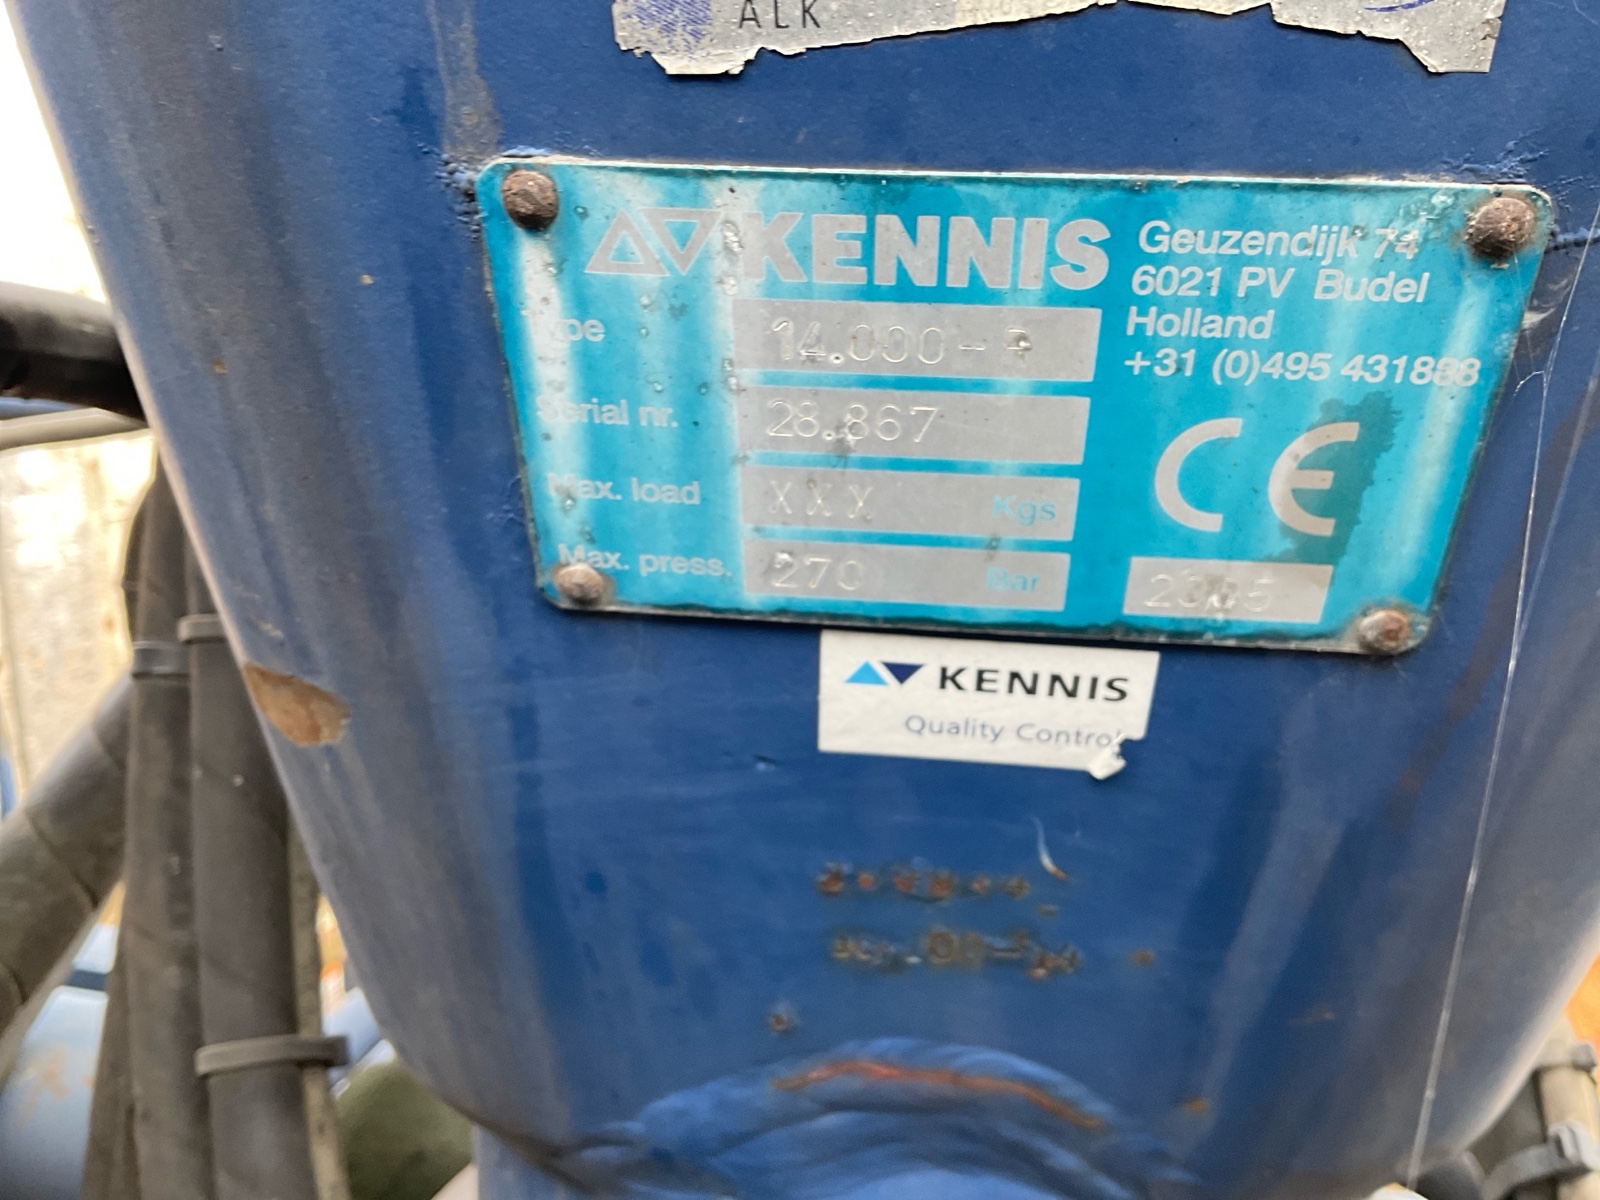 ALK
KENNIS
Geuzendijk 74
6021 PV Budel
Holland
+31 (0)495 431888
Type 14.000-R
Serial nr. 28.867
Max. load XXX Kgs
Max. press. 270 Bar
CE
2005
KENNIS
Quality Control